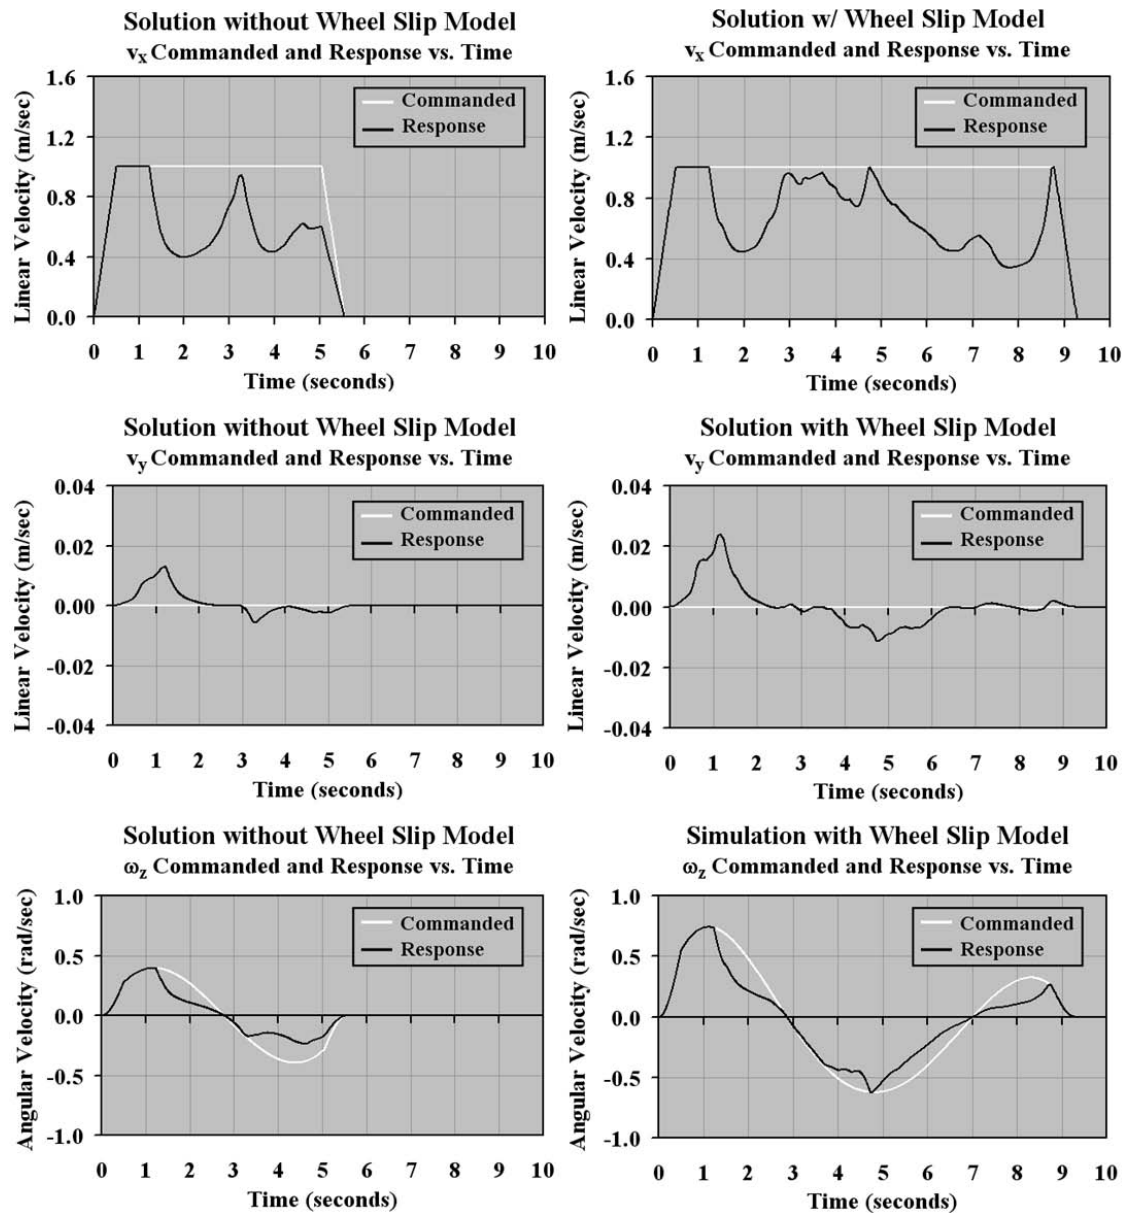 Solution without Wheel Slip Model
vx Commanded and Response vs. Time
Linear Velocity (m/sec)
1.6
1.2
0.8
0.4
0.0
Commanded
Response
0 1 2 3 4 5 6 7 8 9 10
Time (seconds)
Solution w/ Wheel Slip Model
vx Commanded and Response vs. Time
Linear Velocity (m/sec)
1.6
1.2
0.8
0.4
0.0
Commanded
Response
0 1 2 3 4 5 6 7 8 9 10
Time (seconds)
Solution without Wheel Slip Model
vy Commanded and Response vs. Time
Linear Velocity (m/sec)
0.04
0.02
0.00
-0.02
-0.04
Commanded
Response
0 1 2 3 4 5 6 7 8 9 10
Time (seconds)
Solution with Wheel Slip Model
vy Commanded and Response vs. Time
Linear Velocity (m/sec)
0.04
0.02
0.00
-0.02
-0.04
Commanded
Response
0 1 2 3 4 5 6 7 8 9 10
Time (seconds)
Solution without Wheel Slip Model
ωz Commanded and Response vs. Time
Angular Velocity (rad/sec)
1.0
0.5
0.0
-0.5
-1.0
Commanded
Response
0 1 2 3 4 5 6 7 8 9 10
Time (seconds)
Simulation with Wheel Slip Model
ωz Commanded and Response vs. Time
Angular Velocity (rad/sec)
1.0
0.5
0.0
-0.5
-1.0
Commanded
Response
0 1 2 3 4 5 6 7 8 9 10
Time (seconds)